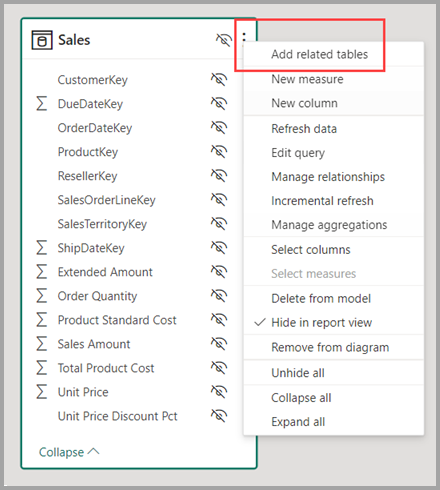 Sales
CustomerKey
DueDateKey
OrderDateKey
ProductKey
ResellerKey
SalesOrderLineKey
SalesTerritoryKey
ShipDateKey
Extended Amount
Order Quantity
Product Standard Cost
Sales Amount
Total Product Cost
Unit Price
Unit Price Discount Pct
Collapse
Add related tables
New measure
New column
Refresh data
Edit query
Manage relationships
Incremental refresh
Manage aggregations
Select columns
Select measures
Delete from model
Hide in report view
Remove from diagram
Unhide all
Collapse all
Expand all